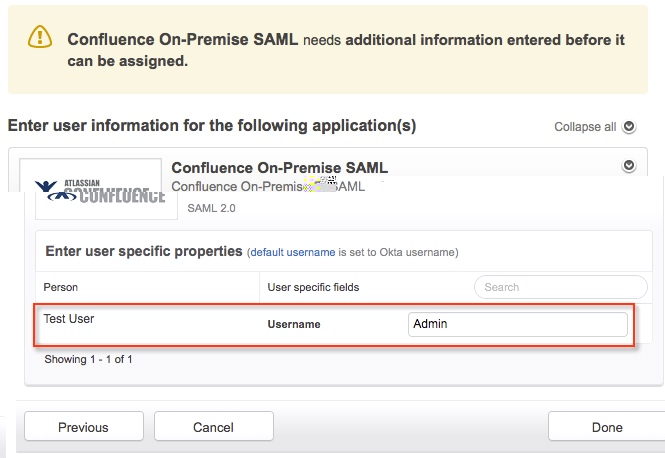 Confluence On-Premise SAML needs additional information entered before it
can be assigned.
Enter user information for the following application(s)
Collapse all
Confluence On-Premise SAML
ATLASSIAN
CONFLUENCE
Confluence On-Premise SAML
SAML 2.0
Enter user specific properties (default username is set to Okta username)
Person User specific fields Search
Test User Username Admin
Showing 1 - 1 of 1
Previous Cancel Done